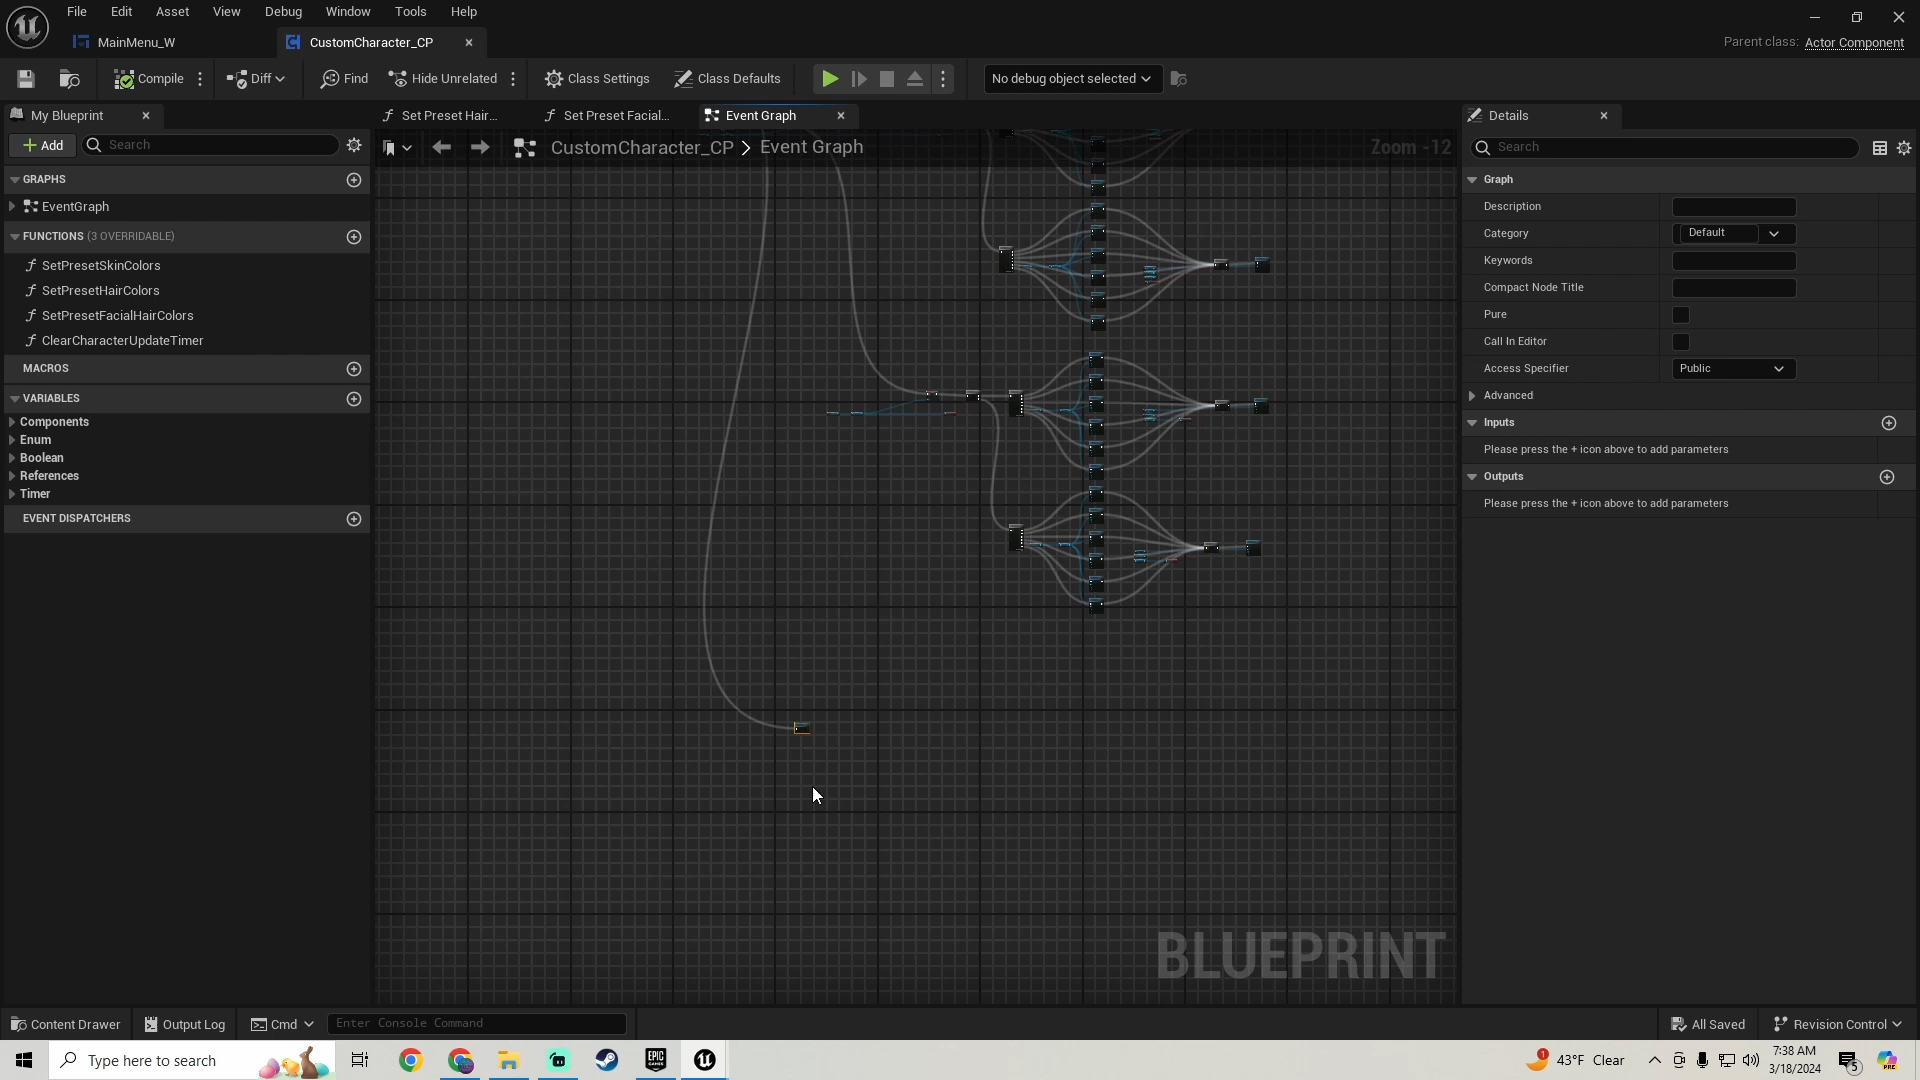 File Edit Asset View Debug Window Tools Help
MainMenu_W CustomCharacter_CP
Parent class: Actor Component
Compile Diff Find Hide Unrelated Class Settings Class Defaults No debug object selected
My Blueprint Set Preset Hair... Set Preset Facial... Event Graph Details
Add Search CustomCharacter_CP > Event Graph Zoom -12 Search
GRAPHS
EventGraph
FUNCTIONS (3 OVERRIDABLE)
SetPresetSkinColors
SetPresetHairColors
SetPresetFacialHairColors
ClearCharacterUpdateTimer
MACROS
VARIABLES
Components
Enum
Boolean
References
Timer
EVENT DISPATCHERS
Graph
Description
Category Default
Keywords
Compact Node Title
Pure
Call In Editor
Access Specifier Public
Advanced
Inputs
Please press the + icon above to add parameters
Outputs
Please press the + icon above to add parameters
BLUEPRINT
Content Drawer Output Log Cmd Enter Console Command All Saved Revision Control
Type here to search EPIC GAMES 1 43°F Clear 7:38 AM 5 PRE
3/18/2024